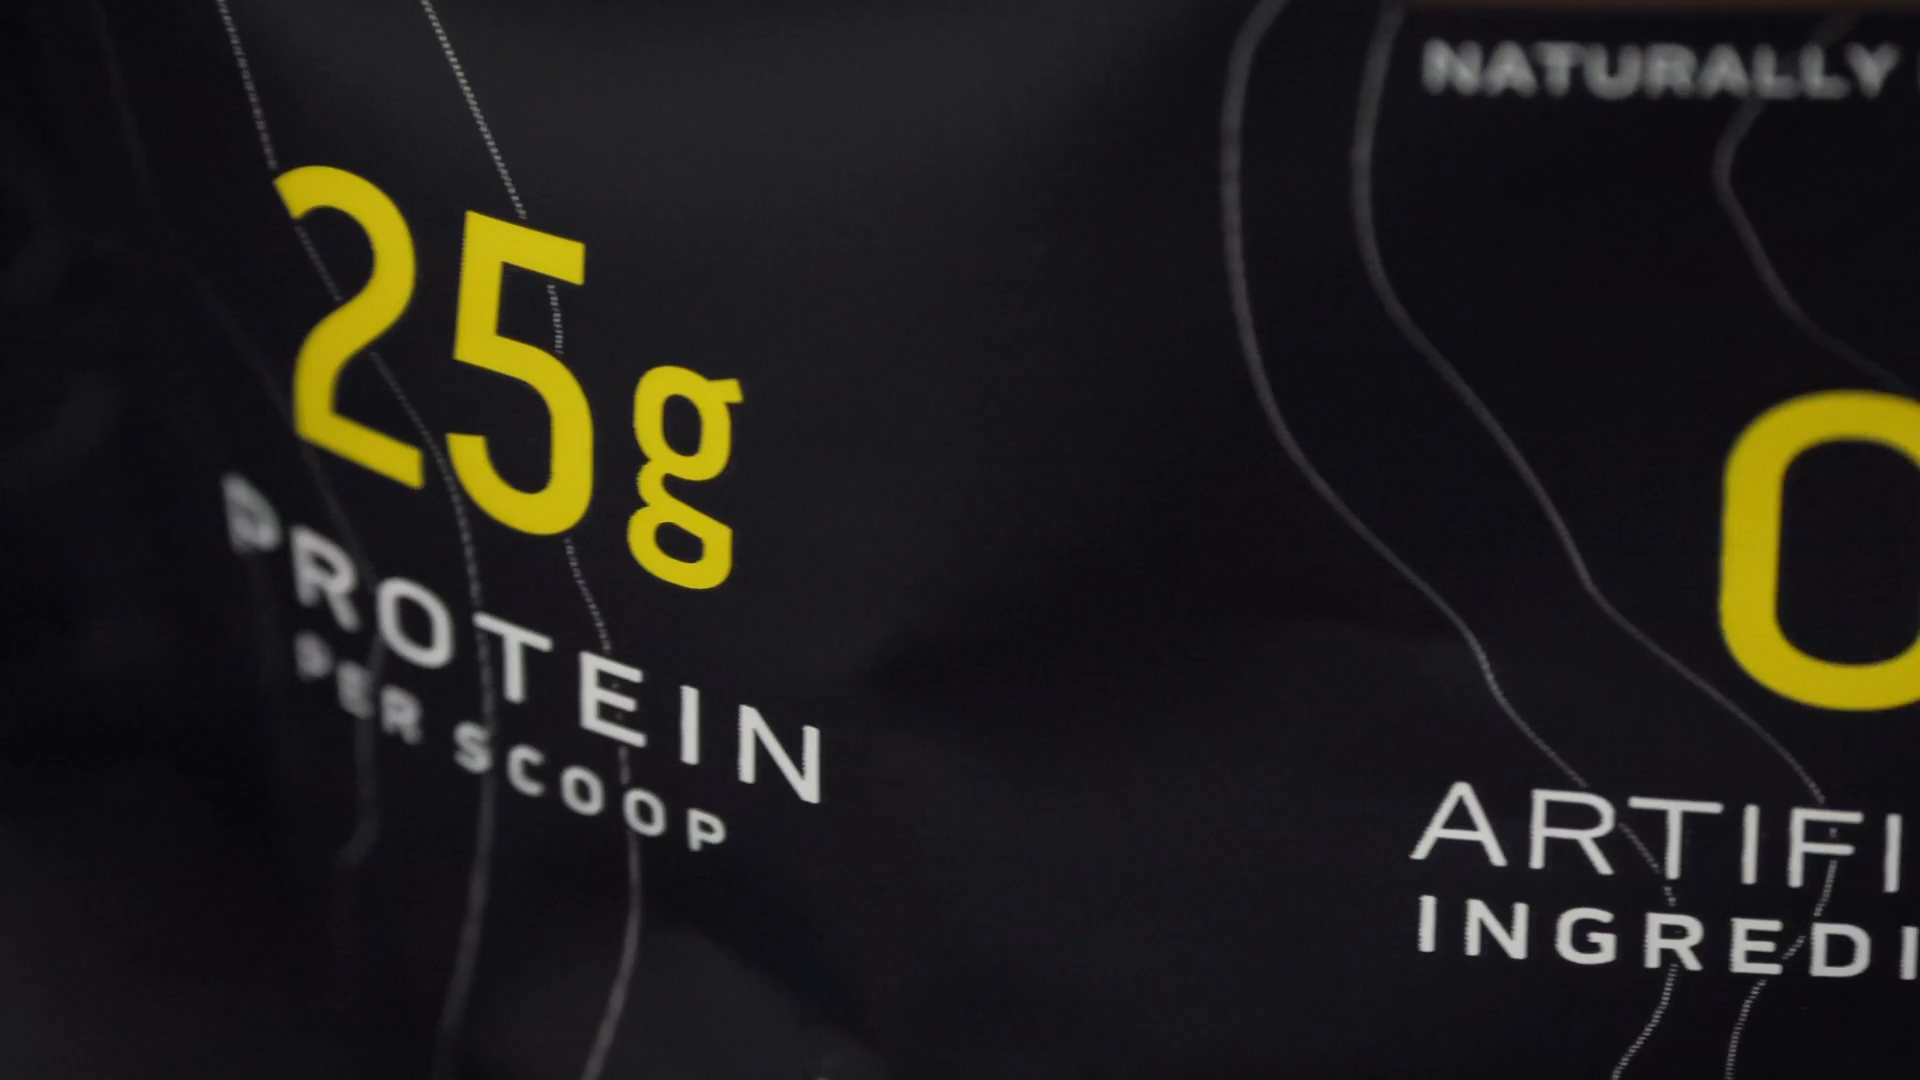 NATURALLY
25g
PROTEIN
PER SCOOP
0
ARTIFI
INGREDI